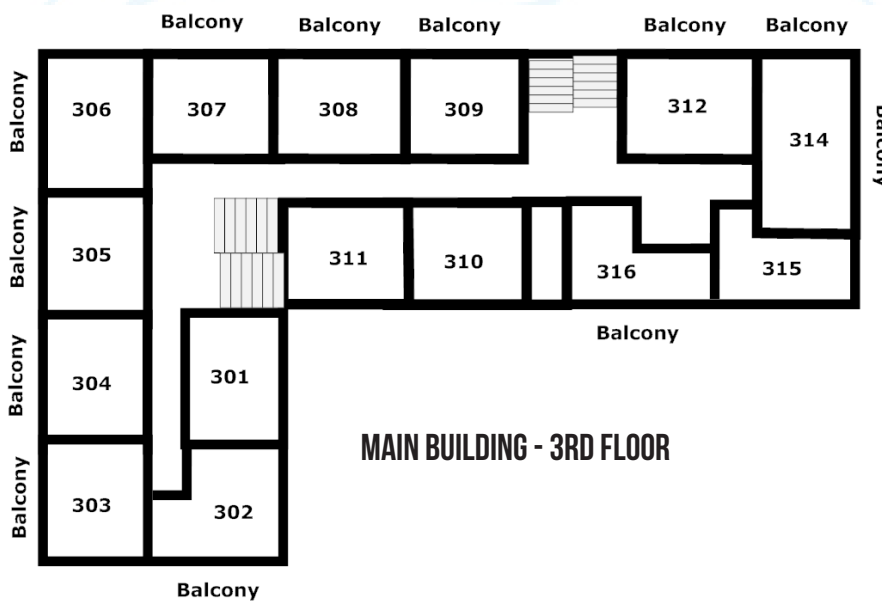 Balcony Balcony Balcony Balcony Balcony
Balcony
306 307 308 309 312 314
Balcony
Balcony
305 311 310 316 315
Balcony
Balcony
304 301
MAIN BUILDING - 3RD FLOOR
Balcony
303 302
Balcony